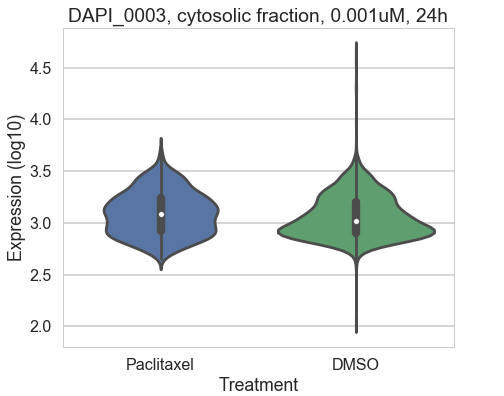 DAPI_0003, cytosolic fraction, 0.001uM, 24h
Expression (log10)
4.5
4.0
3.5
3.0
2.5
2.0
Paclitaxel DMSO
Treatment